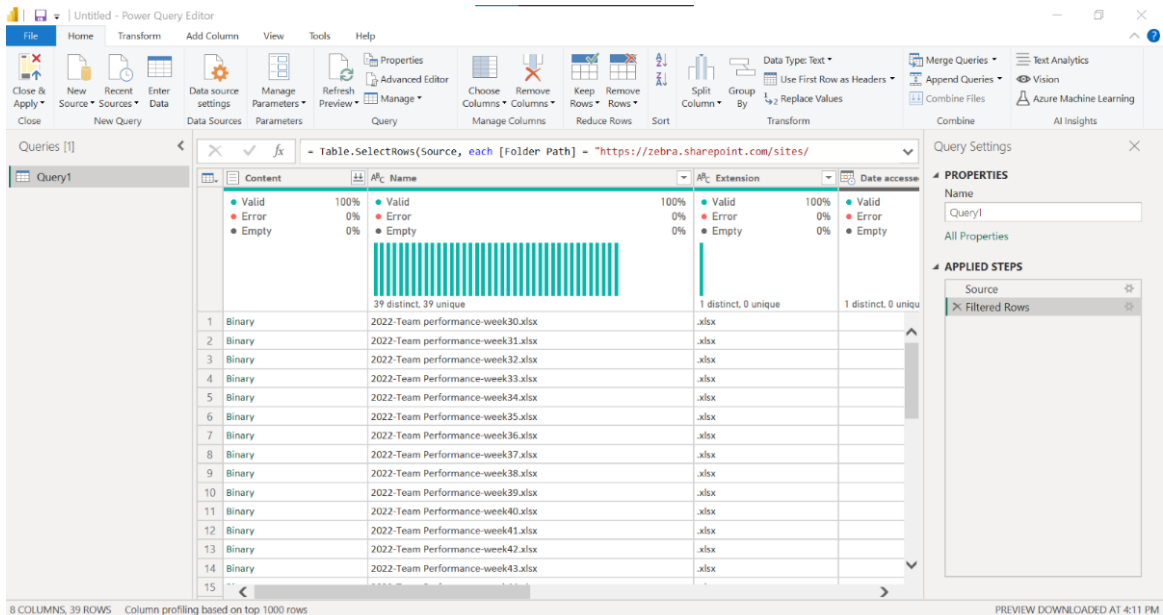 Untitled - Power Query Editor
File Home Transform Add Column View Tools Help
Close & Apply
New Source
Recent Sources
Enter Data
Data source settings
Manage Parameters
Refresh Preview
Properties
Advanced Editor
Manage
Choose Columns
Remove Columns
Keep Rows
Remove Rows
Split Column
Group By
Data Type: Text
Use First Row as Headers
Replace Values
Merge Queries
Append Queries
Combine Files
Text Analytics
Vision
Azure Machine Learning
Close New Query Data Sources Parameters Query Manage Columns Reduce Rows Sort Transform Combine AI Insights
Queries [1]
Query1
= Table.SelectRows(Source, each [Folder Path] = "https://zebra.sharepoint.com/sites/
Content Name Extension Date accesse
Valid 100% Valid 100% Valid 100% Valid
Error 0% Error 0% Error 0% Error
Empty 0% Empty 0% Empty 0% Empty
39 distinct, 39 unique 1 distinct, 0 unique 1 distinct, 0 uniqu
1 Binary 2022-Team performance-week30.xlsx .xlsx
2 Binary 2022-Team performance-week31.xlsx .xlsx
3 Binary 2022-Team Performance-week32.xlsx .xlsx
4 Binary 2022-Team Performance-week33.xlsx .xlsx
5 Binary 2022-Team Performance-week34.xlsx .xlsx
6 Binary 2022-Team Performance-week35.xlsx .xlsx
7 Binary 2022-Team Performance-week36.xlsx .xlsx
8 Binary 2022-Team Performance-week37.xlsx .xlsx
9 Binary 2022-Team Performance-week38.xlsx .xlsx
10 Binary 2022-Team Performance-week39.xlsx .xlsx
11 Binary 2022-Team Performance-week40.xlsx .xlsx
12 Binary 2022-Team Performance-week41.xlsx .xlsx
13 Binary 2022-Team Performance-week42.xlsx .xlsx
14 Binary 2022-Team Performance-week43.xlsx .xlsx
15
Query Settings
PROPERTIES
Name
Query1
All Properties
APPLIED STEPS
Source
Filtered Rows
8 COLUMNS, 39 ROWS Column profiling based on top 1000 rows PREVIEW DOWNLOADED AT 4:11 PM